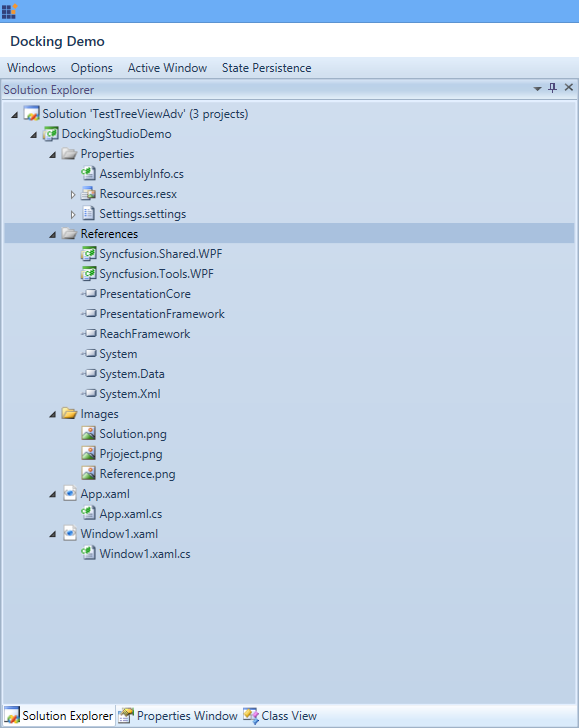 Docking Demo
Windows Options Active Window State Persistence
Solution Explorer
Solution 'TestTreeViewAdv' (3 projects)
DockingStudioDemo
Properties
AssemblyInfo.cs
Resources.resx
Settings.settings
References
Syncfusion.Shared.WPF
Syncfusion.Tools.WPF
PresentationCore
PresentationFramework
ReachFramework
System
System.Data
System.Xml
Images
Solution.png
Prjoject.png
Reference.png
App.xaml
App.xaml.cs
Window1.xaml
Window1.xaml.cs
Solution Explorer Properties Window Class View